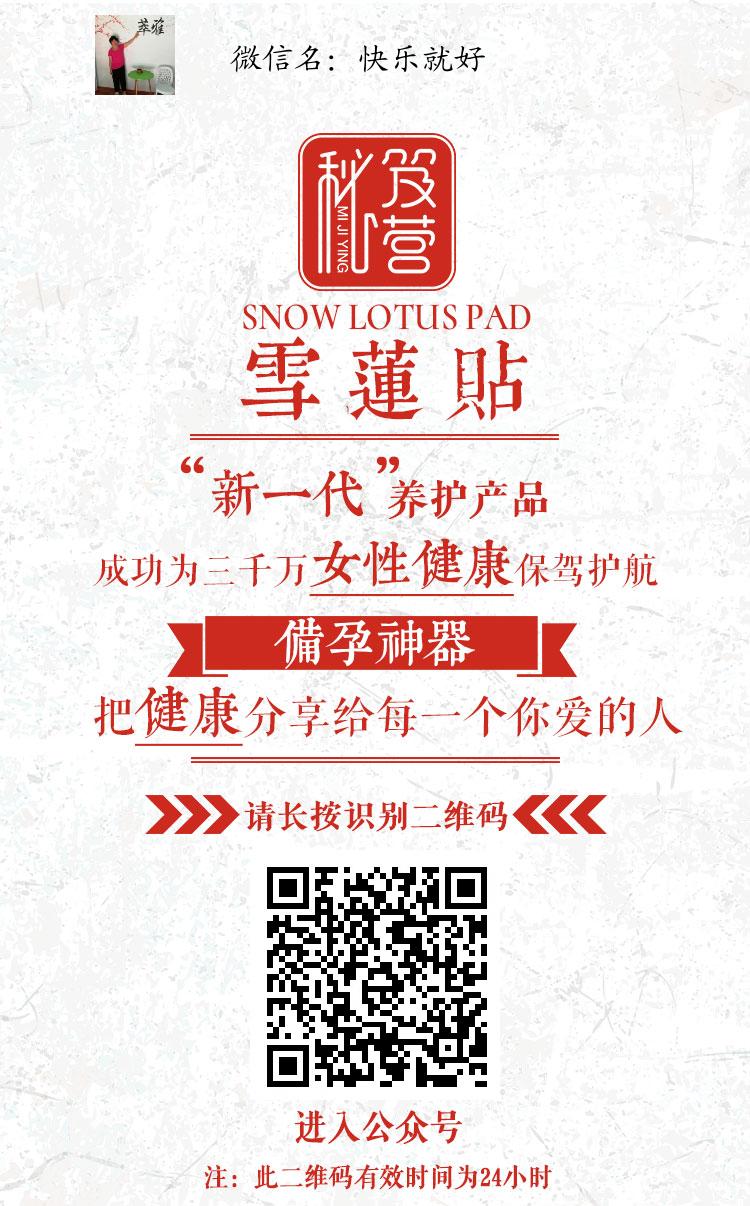 萃雅
微信名：快乐就好
秘笈营
MI JI YING
SNOW LOTUS PAD
雪蓮貼
“新一代”养护产品
成功为三千万女性健康保驾护航
備孕神器
把健康分享给每一个你爱的人
请长按识别二维码
进入公众号
注：此二维码有效时间为24小时